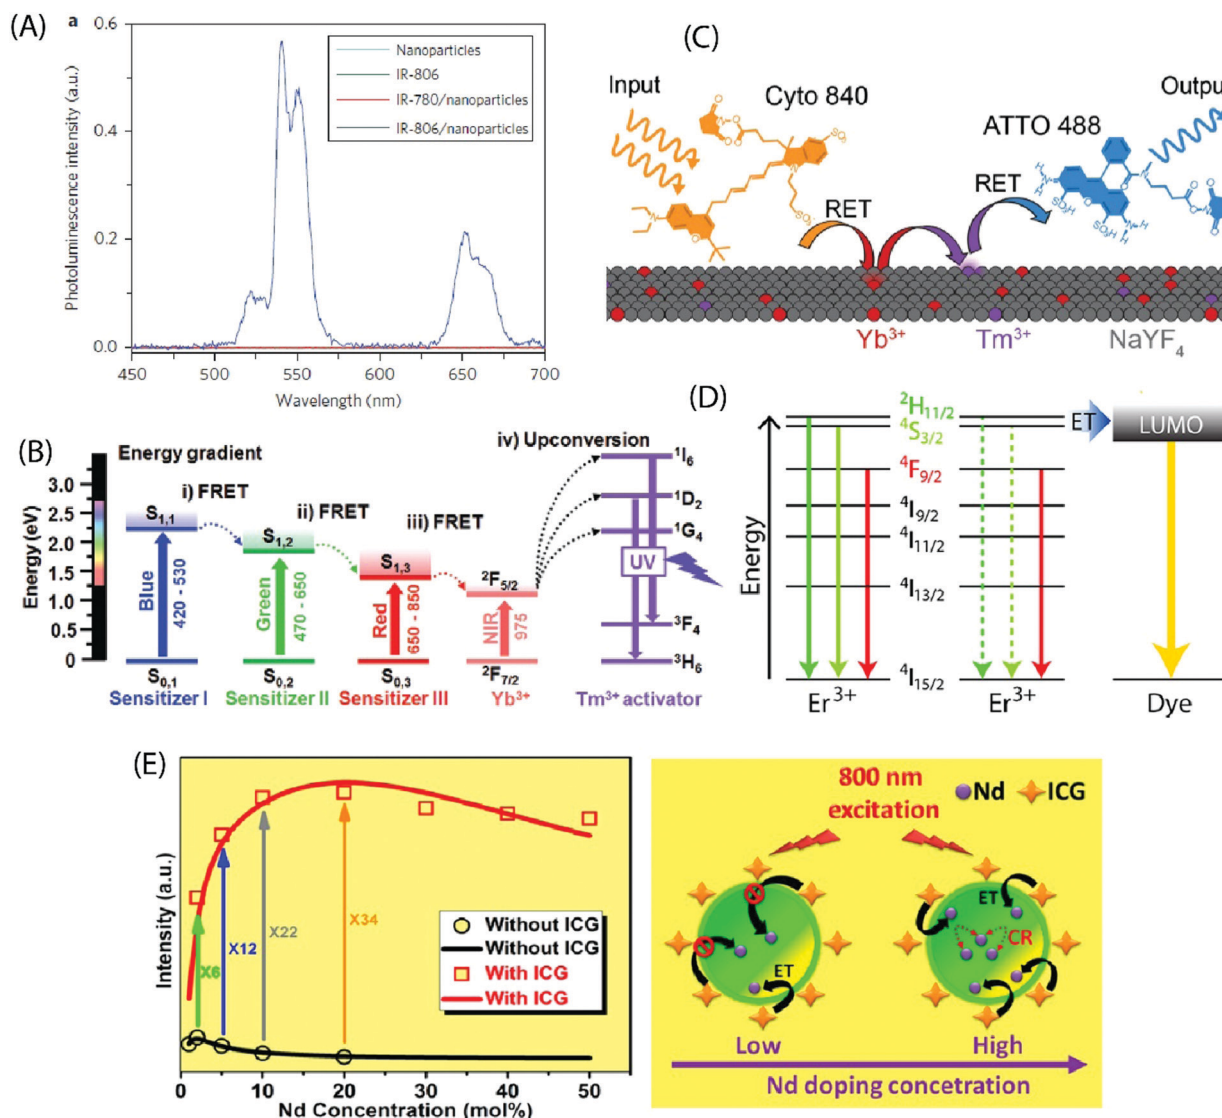 (A)
a
0.6
0.4
0.2
0.0
Photoluminescence intensity (a.u.)
Nanoparticles
IR-806
IR-780/nanoparticles
IR-806/nanoparticles
450
500
550
600
650
700
Wavelength (nm)
(C)
Input
Cyto 840
Output
ATTO 488
RET
RET
Yb³⁺
Tm³⁺
NaYF₄
(B)
Energy gradient
iv) Upconversion
i) FRET
ii) FRET
iii) FRET
Energy (eV)
3.0
2.5
2.0
1.5
1.0
0.5
0
S₁,₁
S₁,₂
S₁,₃
²F₅/₂
Blue
420 - 530
Green
470 - 650
Red
650 - 850
NIR
975
UV
¹I₆
¹D₂
¹G₄
³F₄
³H₆
S₀,₁
S₀,₂
S₀,₃
²F₇/₂
Sensitizer I
Sensitizer II
Sensitizer III
Yb³⁺
Tm³⁺ activator
(D)
Energy
²H₁₁/₂
⁴S₃/₂
⁴F₉/₂
⁴I₉/₂
⁴I₁₁/₂
⁴I₁₃/₂
⁴I₁₅/₂
ET
LUMO
Er³⁺
Er³⁺
Dye
(E)
Intensity (a.u.)
X6
X12
X22
X34
Without ICG
Without ICG
With ICG
With ICG
0
10
20
30
40
50
Nd Concentration (mol%)
800 nm
excitation
Nd
ICG
ET
ET
CR
Low
High
Nd doping concetration